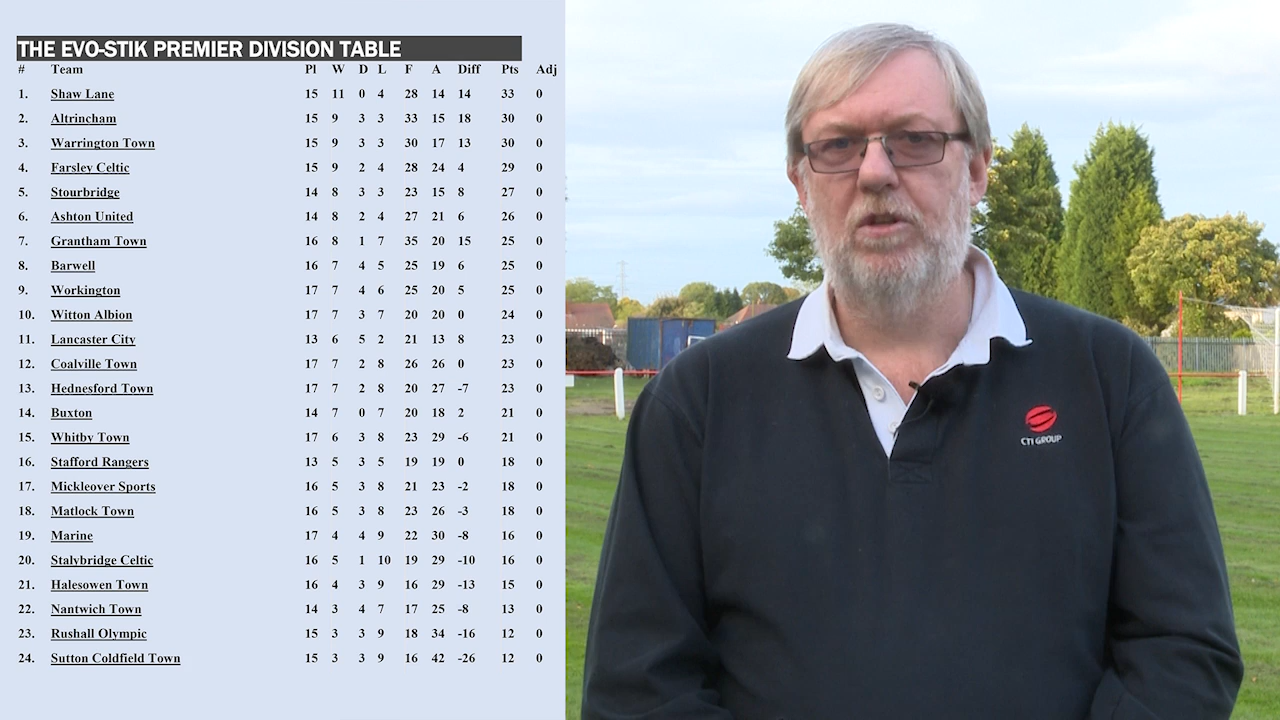 THE EVO-STIK PREMIER DIVISION TABLE
# Team Pl W D L F A Diff Pts Adj
1. Shaw Lane 15 11 0 4 28 14 14 33 0
2. Altrincham 15 9 3 3 33 15 18 30 0
3. Warrington Town 15 9 3 3 30 17 13 30 0
4. Farsley Celtic 15 9 2 4 28 24 4 29 0
5. Stourbridge 14 8 3 3 23 15 8 27 0
6. Ashton United 14 8 2 4 27 21 6 26 0
7. Grantham Town 16 8 1 7 35 20 15 25 0
8. Barwell 16 7 4 5 25 19 6 25 0
9. Workington 17 7 4 6 25 20 5 25 0
10. Witton Albion 17 7 3 7 20 20 0 24 0
11. Lancaster City 13 6 5 2 21 13 8 23 0
12. Coalville Town 17 7 2 8 26 26 0 23 0
13. Hednesford Town 17 7 2 8 20 27 -7 23 0
14. Buxton 14 7 0 7 20 18 2 21 0
15. Whitby Town 17 6 3 8 23 29 -6 21 0
16. Stafford Rangers 13 5 3 5 19 19 0 18 0
17. Mickleover Sports 16 5 3 8 21 23 -2 18 0
18. Matlock Town 16 5 3 8 23 26 -3 18 0
19. Marine 17 4 4 9 22 30 -8 16 0
20. Stalybridge Celtic 16 5 1 10 19 29 -10 16 0
21. Halesowen Town 16 4 3 9 16 29 -13 15 0
22. Nantwich Town 14 3 4 7 17 25 -8 13 0
23. Rushall Olympic 15 3 3 9 18 34 -16 12 0
24. Sutton Coldfield Town 15 3 3 9 16 42 -26 12 0
CTI GROUP